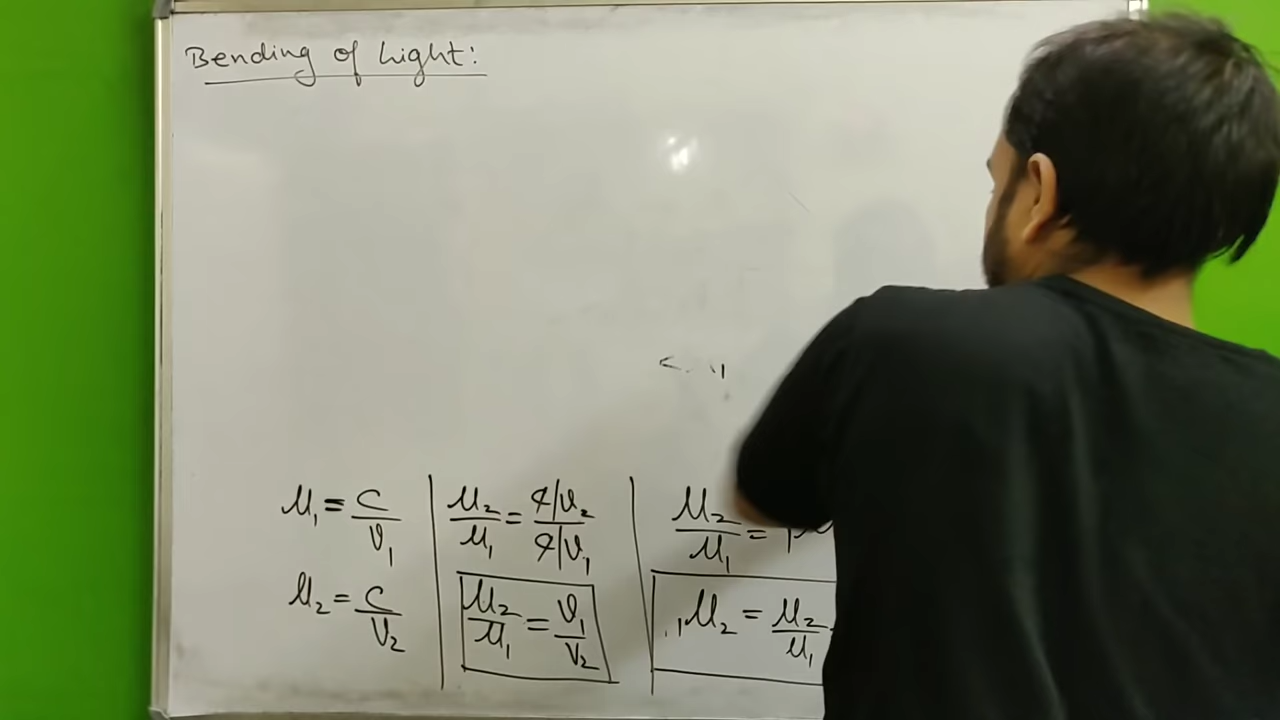 Bending of Light:
μ₁ = c/v₁
μ₂ = c/v₂
μ₂/μ₁ = c/v₂ / c/v₁
μ₂/μ₁ = v₁/v₂
μ₂/μ₁ =
₁μ₂ = μ₂/μ₁